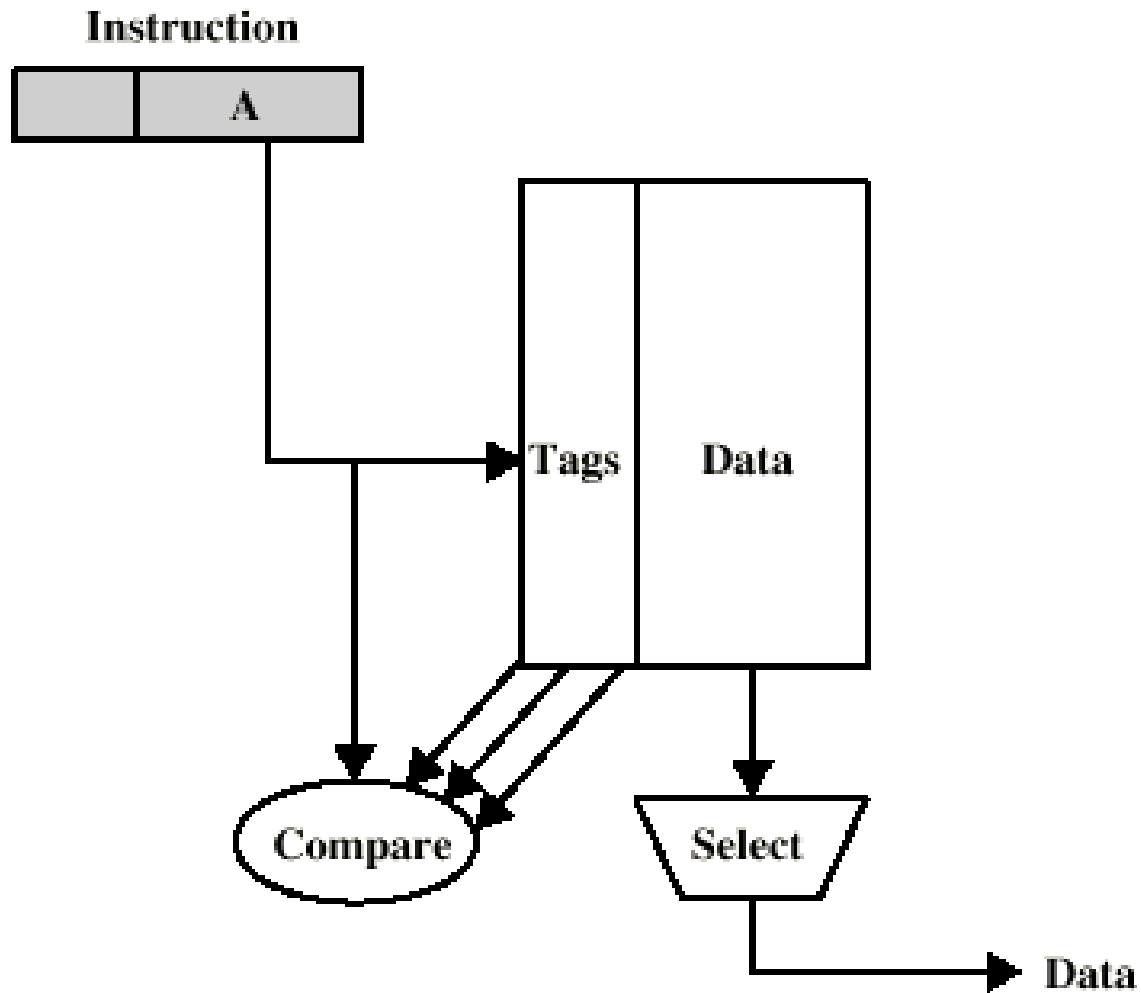 Instruction
A
Tags
Data
Compare
Select
Data